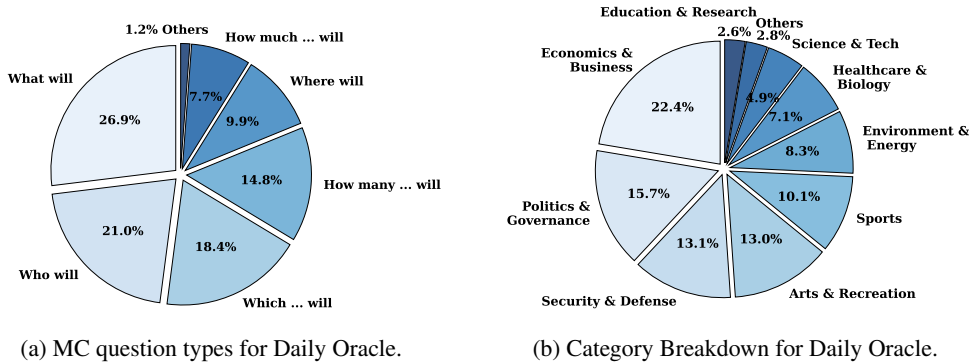 1.2% Others
How much ... will
7.7%
Where will
9.9%
What will
26.9%
How many ... will
14.8%
21.0%
18.4%
Who will
Which ... will
(a) MC question types for Daily Oracle.
Education & Research
2.6%
Others
2.8%
Science & Tech
4.9%
Economics &
Business
22.4%
Healthcare &
Biology
7.1%
Environment &
Energy
8.3%
Politics &
Governance
15.7%
10.1%
Sports
13.1%
13.0%
Security & Defense
Arts & Recreation
(b) Category Breakdown for Daily Oracle.